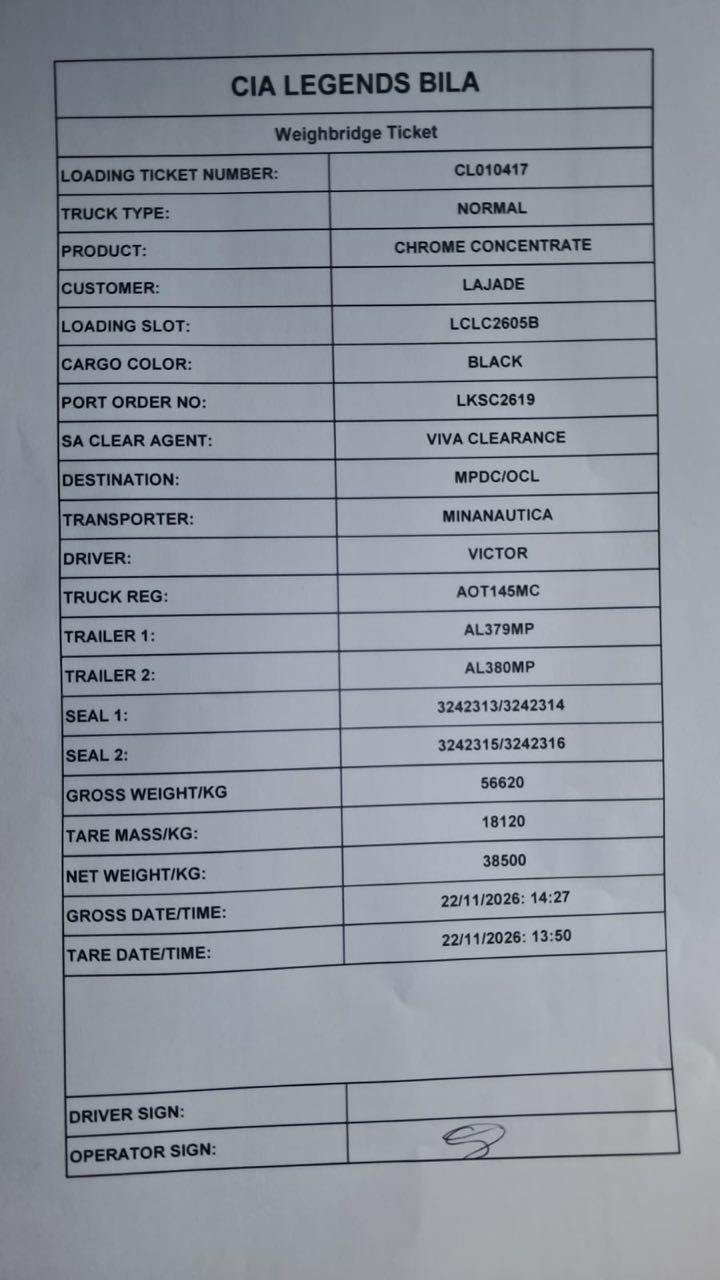 CIA LEGENDS BILA
Weighbridge Ticket
LOADING TICKET NUMBER: CL010417
TRUCK TYPE: NORMAL
PRODUCT: CHROME CONCENTRATE
CUSTOMER: LAJADE
LOADING SLOT: LCLC2605B
CARGO COLOR: BLACK
PORT ORDER NO: LKSC2619
SA CLEAR AGENT: VIVA CLEARANCE
DESTINATION: MPDC/OCL
TRANSPORTER: MINANAUTICA
DRIVER: VICTOR
TRUCK REG: AOT145MC
TRAILER 1: AL379MP
TRAILER 2: AL380MP
SEAL 1: 3242313/3242314
SEAL 2: 3242315/3242316
GROSS WEIGHT/KG 56620
TARE MASS/KG: 18120
NET WEIGHT/KG: 38500
GROSS DATE/TIME: 22/11/2026: 14:27
TARE DATE/TIME: 22/11/2026: 13:50
DRIVER SIGN:
OPERATOR SIGN: